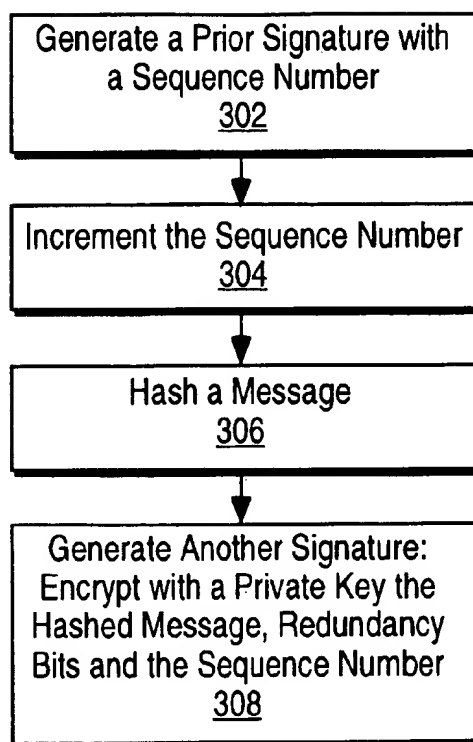 Generate a Prior Signature with
a Sequence Number
302
Increment the Sequence Number
304
Hash a Message
306
Generate Another Signature:
Encrypt with a Private Key the
Hashed Message, Redundancy
Bits and the Sequence Number
308